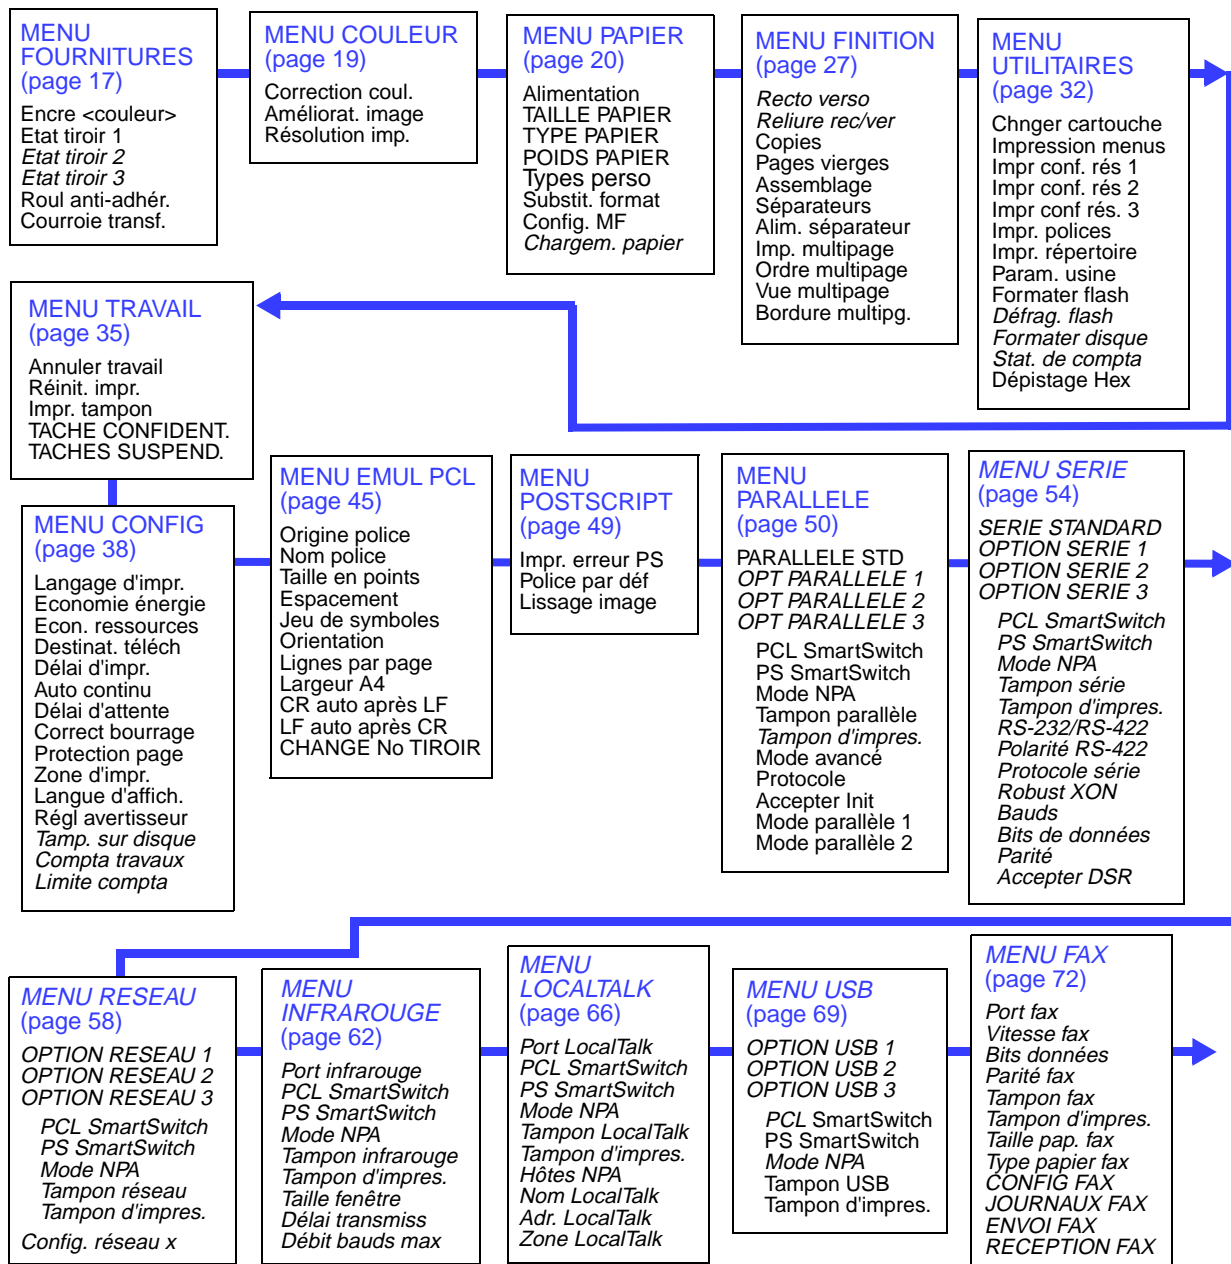 MENU
FOURNITURES
(page 17)
Encre <couleur>
Etat tiroir 1
Etat tiroir 2
Etat tiroir 3
Roul anti-adhér.
Courroie transf.
MENU COULEUR
(page 19)
Correction coul.
Améliorat. image
Résolution imp.
MENU PAPIER
(page 20)
Alimentation
TAILLE PAPIER
TYPE PAPIER
POIDS PAPIER
Types perso
Substit. format
Config. MF
Chargem. papier
MENU FINITION
(page 27)
Recto verso
Reliure rec/ver
Copies
Pages vierges
Assemblage
Séparateurs
Alim. séparateur
Imp. multipage
Ordre multipage
Vue multipage
Bordure multipg.
MENU
UTILITAIRES
(page 32)
Chnger cartouche
Impression menus
Impr conf. rés 1
Impr conf. rés 2
Impr conf rés. 3
Impr. polices
Impr. répertoire
Param. usine
Formater flash
Défrag. flash
Formater disque
Stat. de compta
Dépistage Hex
MENU TRAVAIL
(page 35)
Annuler travail
Réinit. impr.
Impr. tampon
TACHE CONFIDENT.
TACHES SUSPEND.
MENU CONFIG
(page 38)
Langage d'impr.
Economie énergie
Econ. ressources
Destinat. téléch
Délai d'impr.
Auto continu
Délai d'attente
Correct bourrage
Protection page
Zone d'impr.
Langue d'affich.
Régl avertisseur
Tamp. sur disque
Compta travaux
Limite compta
MENU EMUL PCL
(page 45)
Origine police
Nom police
Taille en points
Espacement
Jeu de symboles
Orientation
Lignes par page
Largeur A4
CR auto après LF
LF auto après CR
CHANGE No TIROIR
MENU
POSTSCRIPT
(page 49)
Impr. erreur PS
Police par déf
Lissage image
MENU
PARALLELE
(page 50)
PARALLELE STD
OPT PARALLELE 1
OPT PARALLELE 2
OPT PARALLELE 3
PCL SmartSwitch
PS SmartSwitch
Mode NPA
Tampon parallèle
Tampon d'impres.
Mode avancé
Protocole
Accepter Init
Mode parallèle 1
Mode parallèle 2
MENU SERIE
(page 54)
SERIE STANDARD
OPTION SERIE 1
OPTION SERIE 2
OPTION SERIE 3
PCL SmartSwitch
PS SmartSwitch
Mode NPA
Tampon série
Tampon d'impres.
RS-232/RS-422
Polarité RS-422
Protocole série
Robust XON
Bauds
Bits de données
Parité
Accepter DSR
MENU RESEAU
(page 58)
OPTION RESEAU 1
OPTION RESEAU 2
OPTION RESEAU 3
PCL SmartSwitch
PS SmartSwitch
Mode NPA
Tampon réseau
Tampon d'impres.
Config. réseau x
MENU
INFRAROUGE
(page 62)
Port infrarouge
PCL SmartSwitch
PS SmartSwitch
Mode NPA
Tampon infrarouge
Tampon d'impres.
Taille fenêtre
Délai transmiss
Débit bauds max
MENU
LOCALTALK
(page 66)
Port LocalTalk
PCL SmartSwitch
PS SmartSwitch
Mode NPA
Tampon LocalTalk
Tampon d'impres.
Hôtes NPA
Nom LocalTalk
Adr. LocalTalk
Zone LocalTalk
MENU USB
(page 69)
OPTION USB 1
OPTION USB 2
OPTION USB 3
PCL SmartSwitch
PS SmartSwitch
Mode NPA
Tampon USB
Tampon d'impres.
MENU FAX
(page 72)
Port fax
Vitesse fax
Bits données
Parité fax
Tampon fax
Tampon d'impres.
Taille pap. fax
Type papier fax
CONFIG FAX
JOURNAUX FAX
ENVOI FAX
RECEPTION FAX